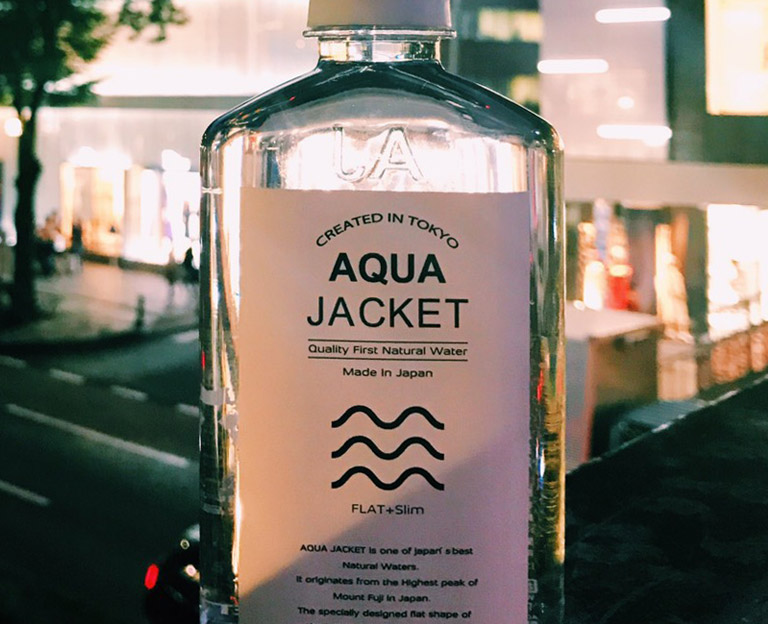 JA
CREATED IN TOKYO
AQUA
JACKET
Quality First Natural Water
Made In Japan
FLAT+Slim
AQUA JACKET is one of japan's best
Natural Waters.
It originates from the Highest peak of
Mount Fuji in Japan.
The specially designed flat shape of